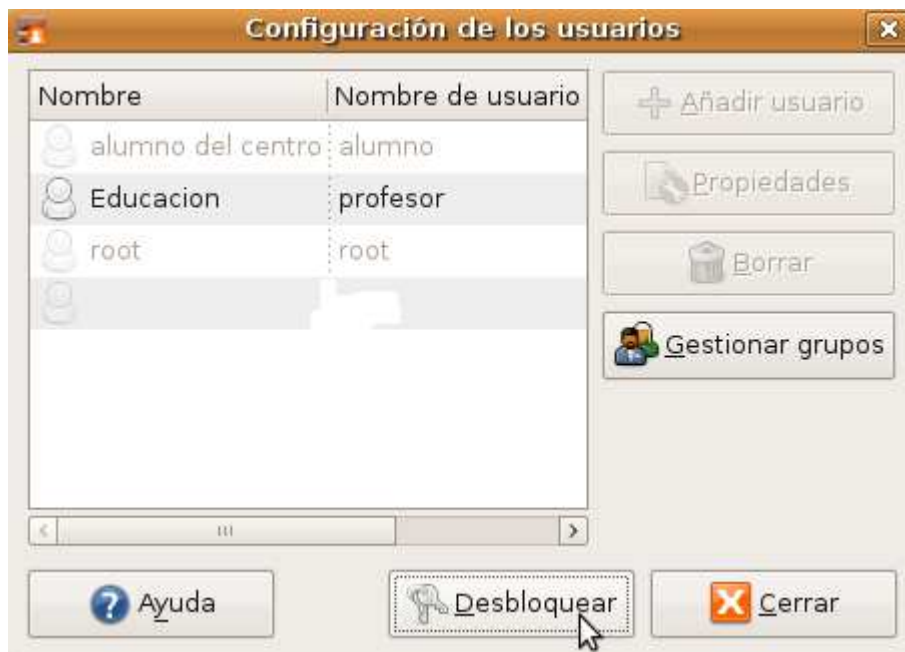 Configuración de los usuarios
Nombre Nombre de usuario
alumno del centro alumno
Educacion profesor
root root
Añadir usuario
Propiedades
Borrar
Gestionar grupos
Ayuda Desbloquear Cerrar